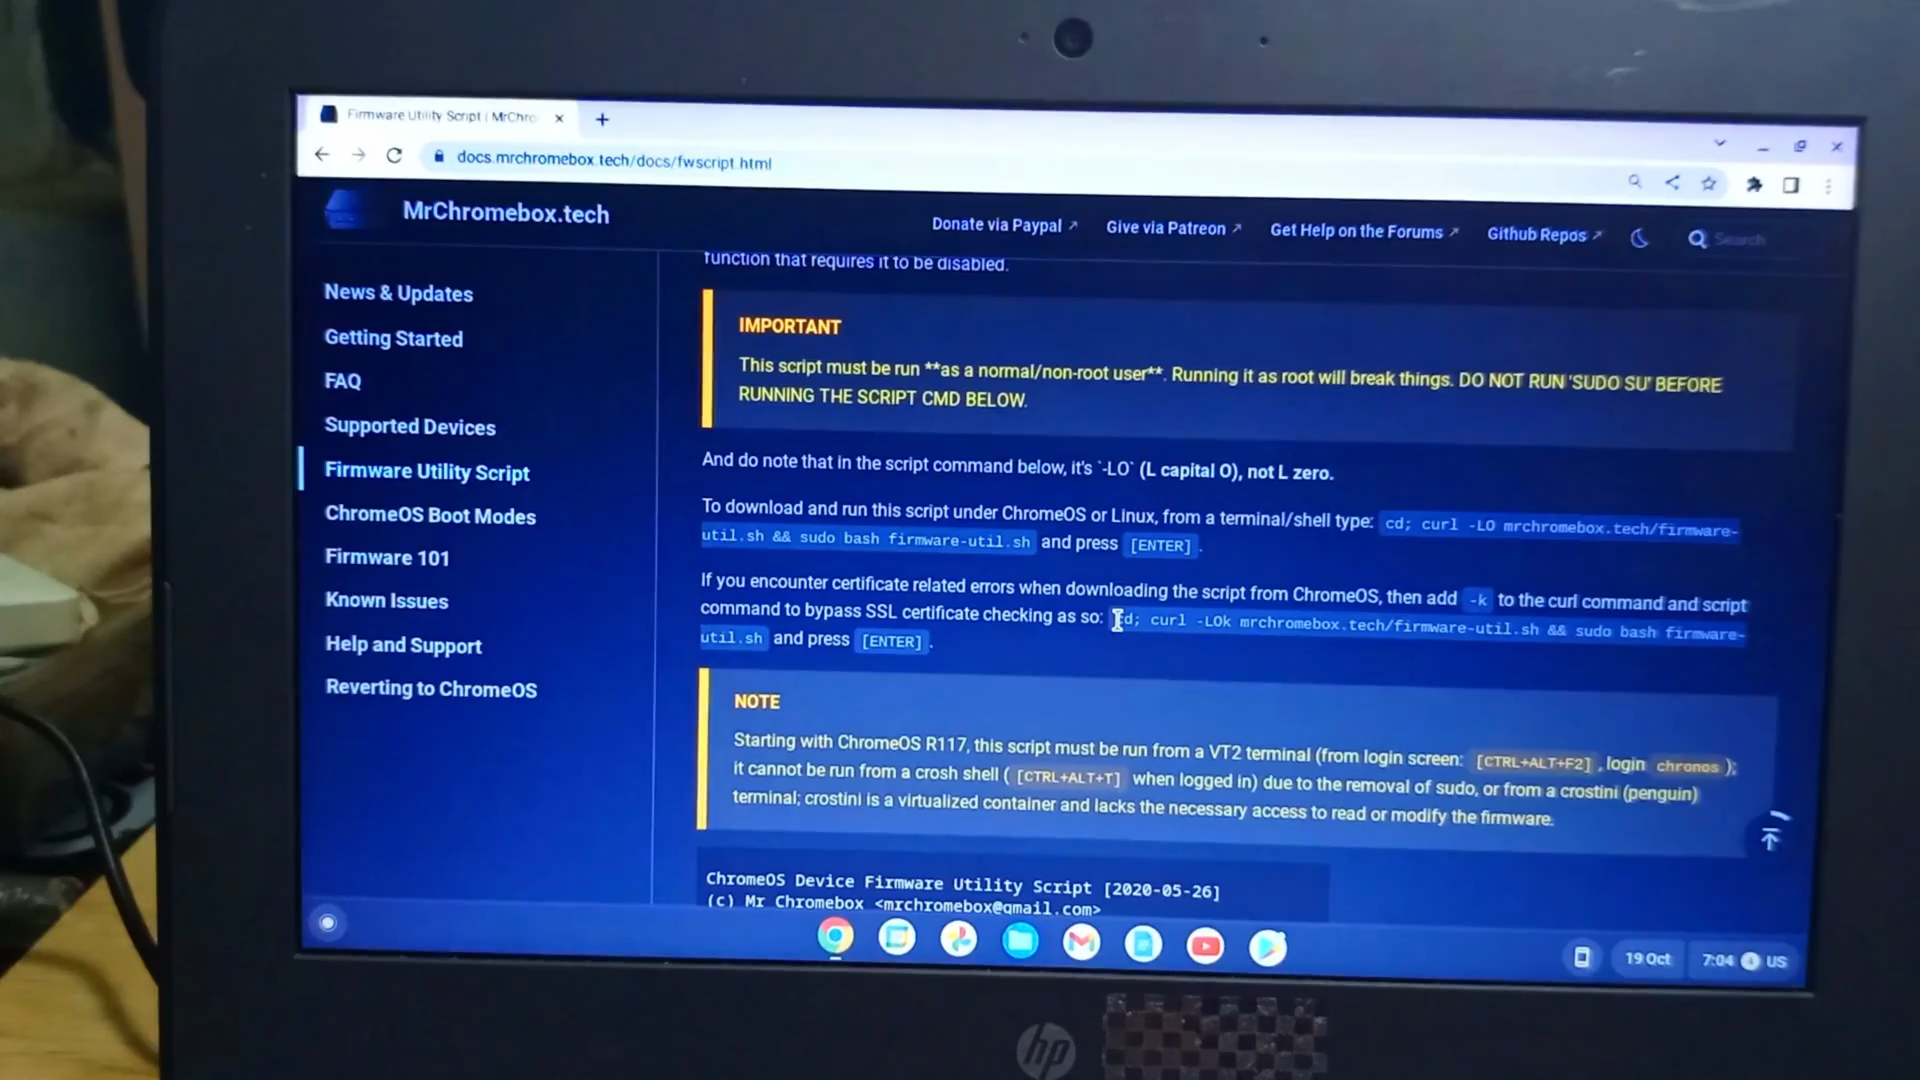 Firmware Utility Script | MrChro
docs.mrchromebox.tech/docs/fwscript.html
MrChromebox.tech
Donate via Paypal
Give via Patreon
Get Help on the Forums
Github Repos
Search
News & Updates
Getting Started
FAQ
Supported Devices
Firmware Utility Script
ChromeOS Boot Modes
Firmware 101
Known Issues
Help and Support
Reverting to ChromeOS
function that requires it to be disabled.
IMPORTANT
This script must be run **as a normal/non-root user**. Running it as root will break things. DO NOT RUN 'SUDO SU' BEFORE
RUNNING THE SCRIPT CMD BELOW.
And do note that in the script command below, it's `-LO` (L capital O), not L zero.
To download and run this script under ChromeOS or Linux, from a terminal/shell type: cd; curl -LO mrchromebox.tech/firmware-
util.sh && sudo bash firmware-util.sh and press [ENTER].
If you encounter certificate related errors when downloading the script from ChromeOS, then add -k to the curl command and script
command to bypass SSL certificate checking as so: cd; curl -LOk mrchromebox.tech/firmware-util.sh && sudo bash firmware-
util.sh and press [ENTER].
NOTE
Starting with ChromeOS R117, this script must be run from a VT2 terminal (from login screen: [CTRL+ALT+F2], login chronos);
it cannot be run from a crosh shell ( [CTRL+ALT+T] when logged in) due to the removal of sudo, or from a crostini (penguin)
terminal; crostini is a virtualized container and lacks the necessary access to read or modify the firmware.
ChromeOS Device Firmware Utility Script [2020-05-26]
(c) Mr Chromebox <mrchromebox@gmail.com>
19 Oct
7:04
US
hp